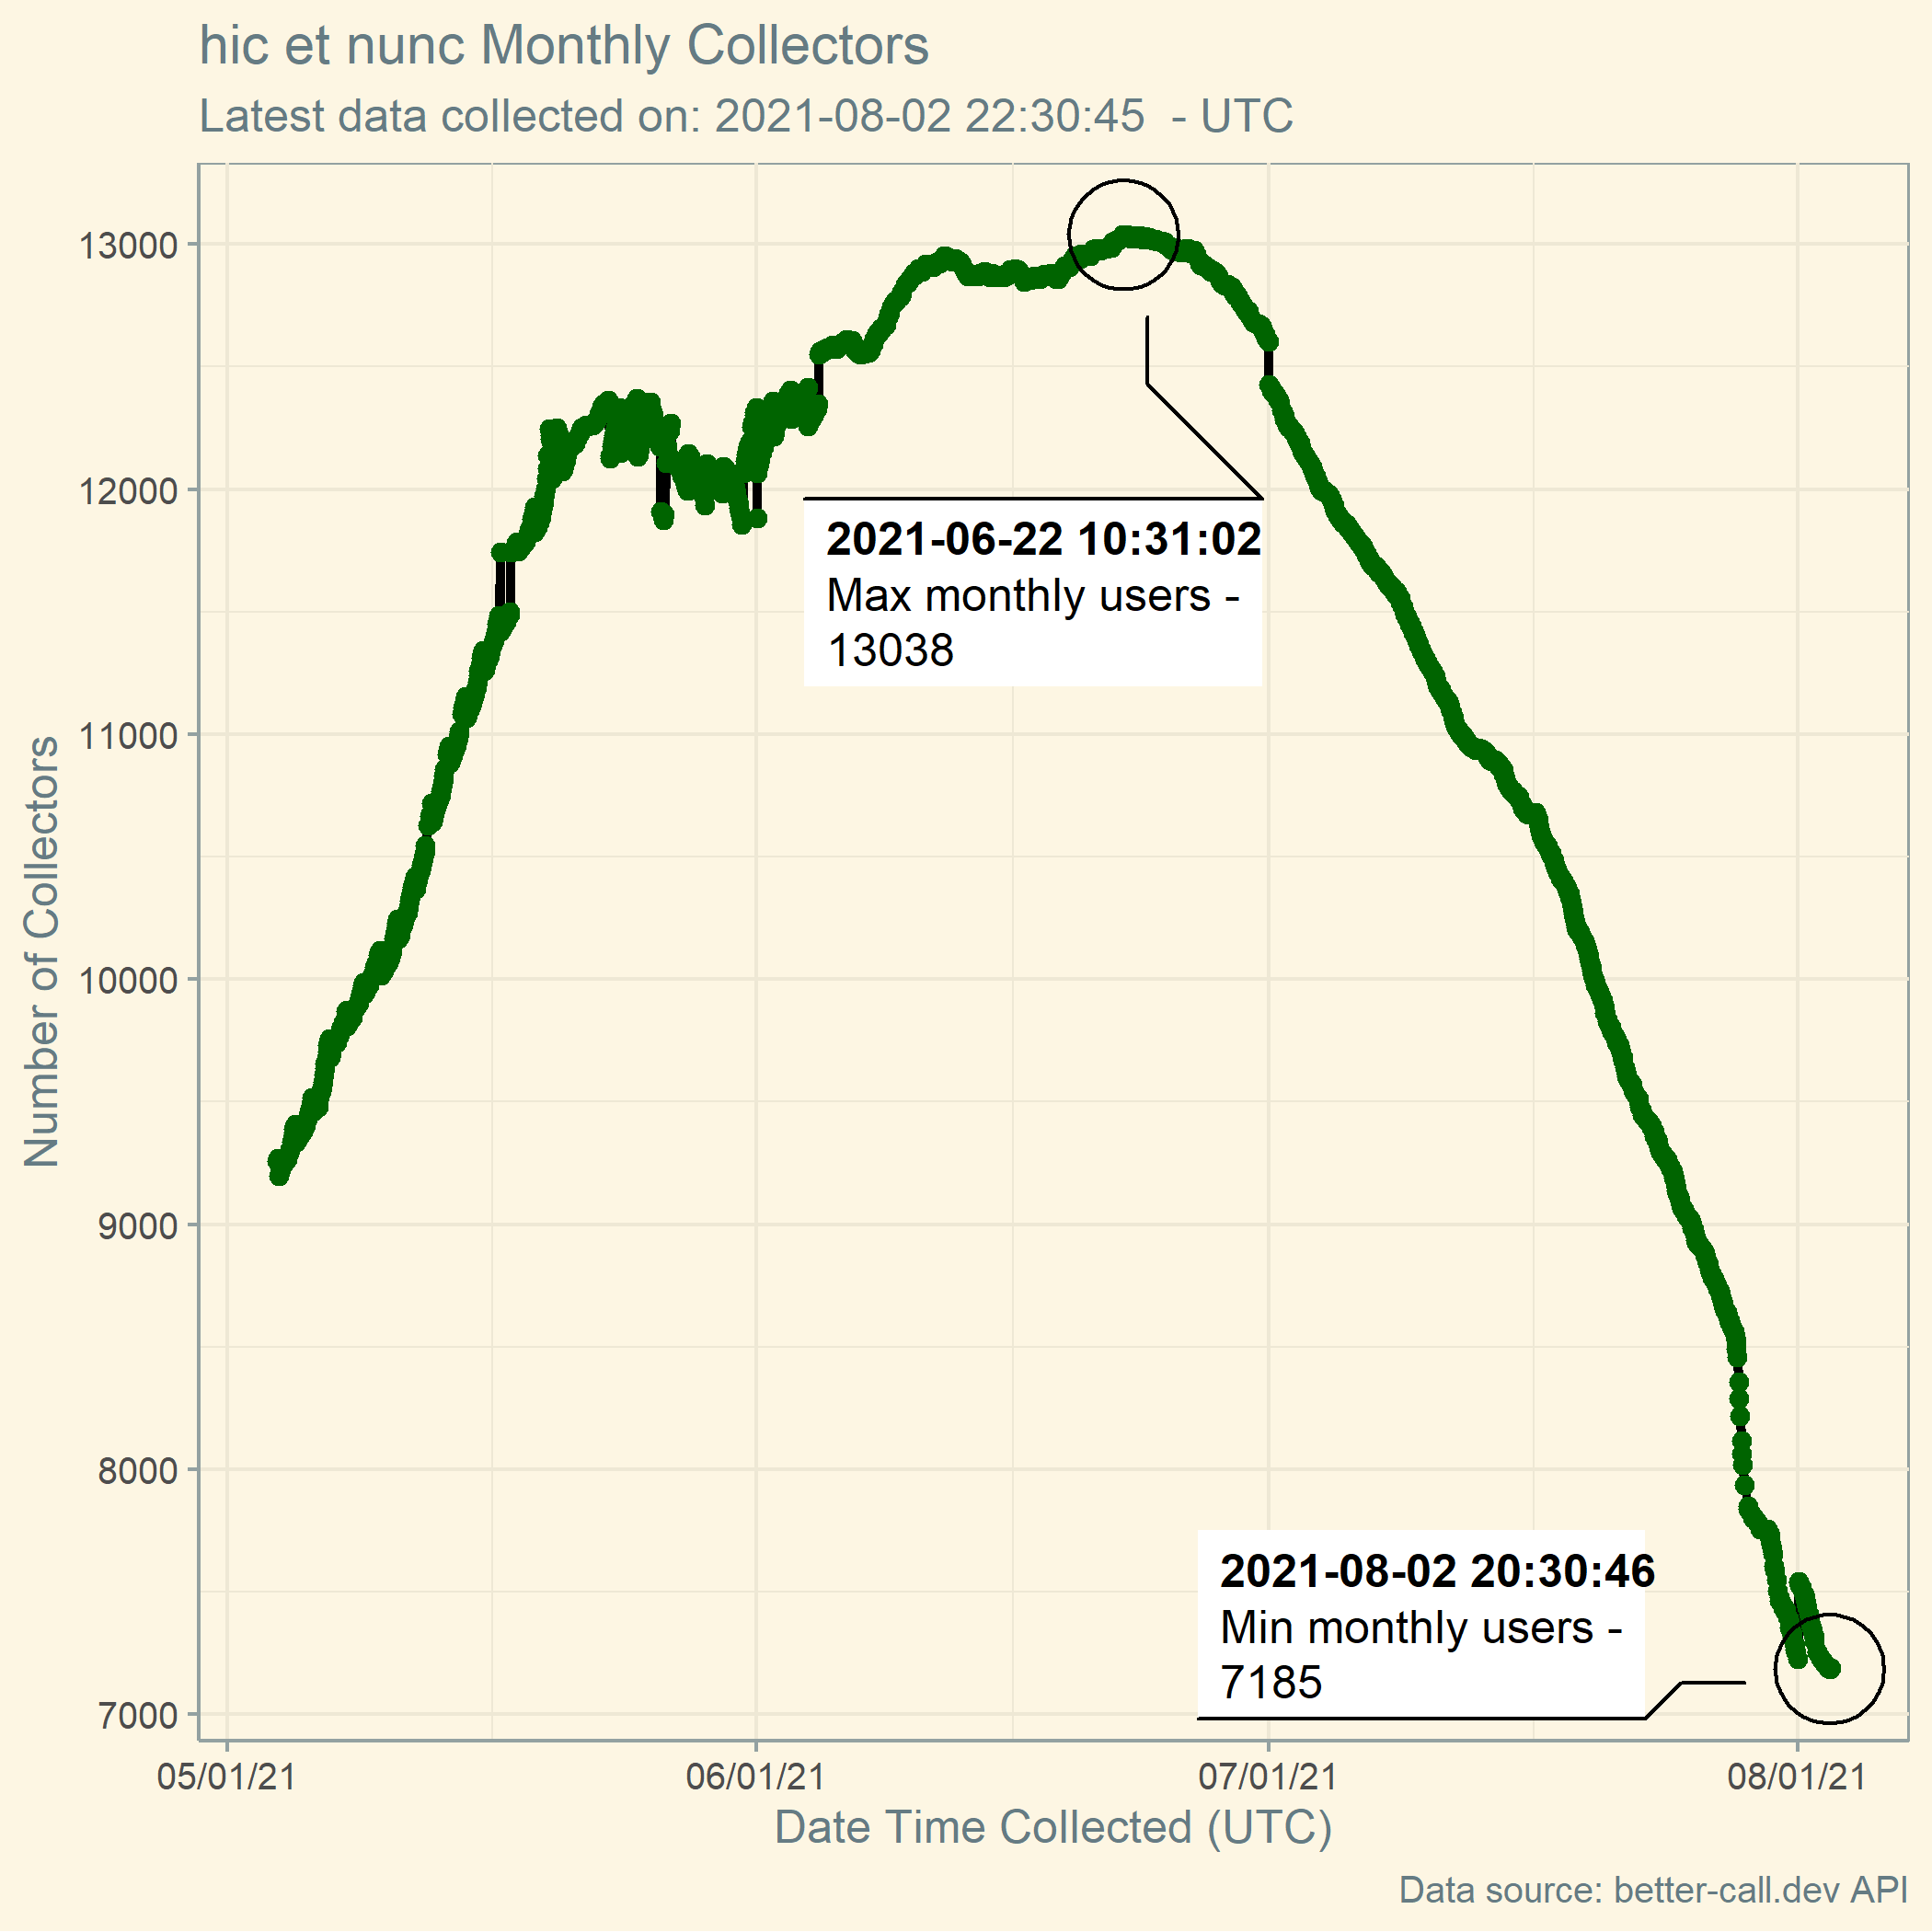 hic et nunc Monthly Collectors
Latest data collected on: 2021-08-02 22:30:45  - UTC
Number of Collectors
13000
12000
11000
10000
9000
8000
7000
2021-06-22 10:31:02
Max monthly users -
13038
2021-08-02 20:30:46
Min monthly users -
7185
05/01/21
06/01/21
07/01/21
08/01/21
Date Time Collected (UTC)
Data source: better-call.dev API